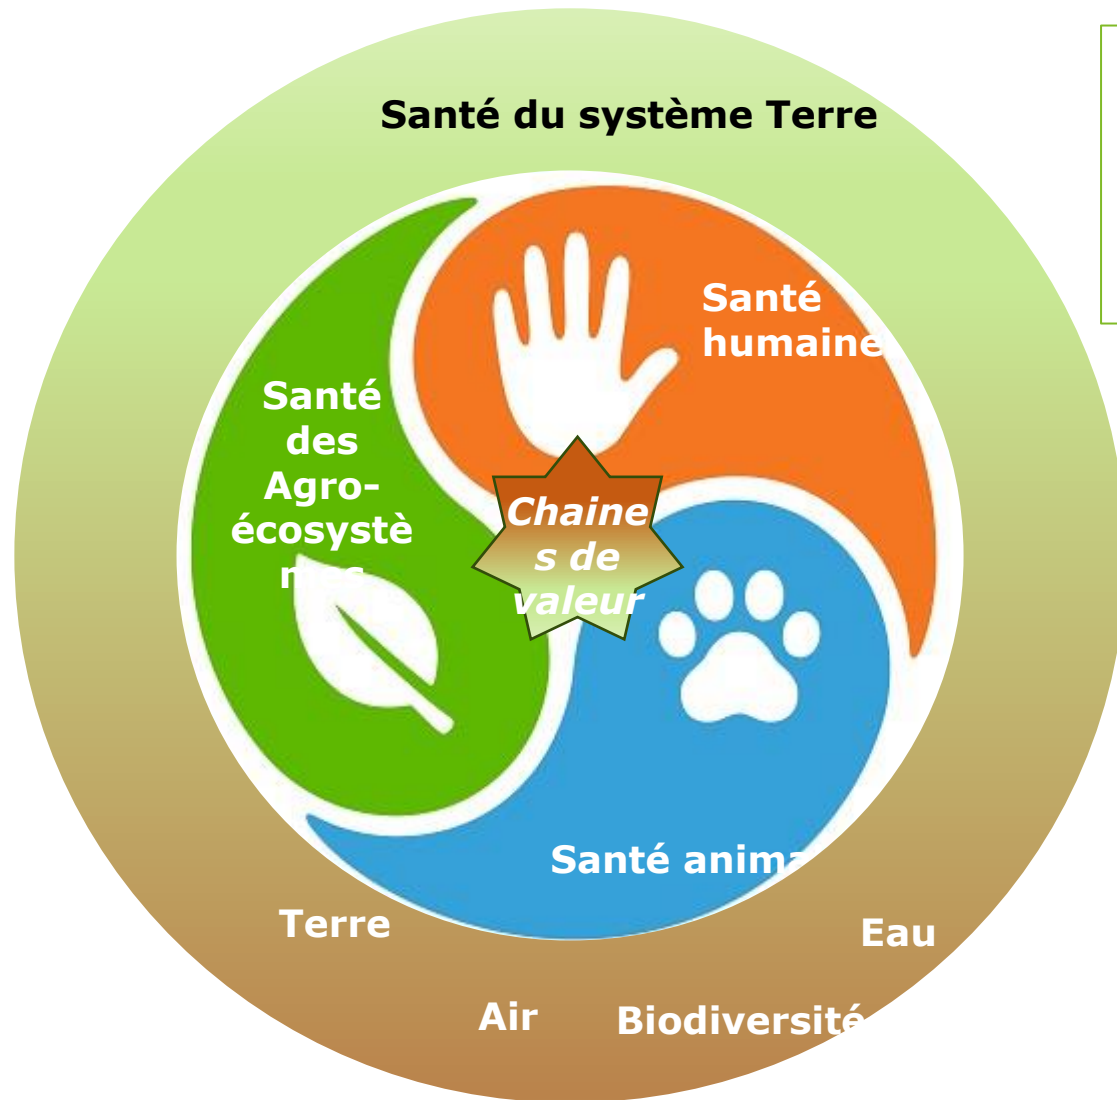 Santé du système Terre
Santé
humaine
Santé
des
Agro-
écosystè
Chaine
s de
valeur
Santé anima
Terre
Eau
Air
Biodiversité